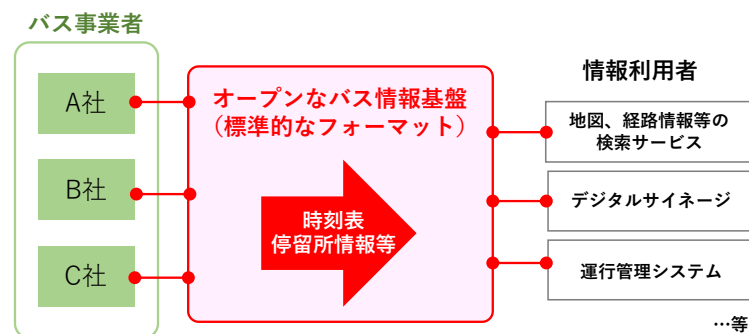 バス事業者
A社
B社
C社
オープンなバス情報基盤
（標準的なフォーマット）
時刻表
停留所情報等
情報利用者
地図、経路情報等の
検索サービス
デジタルサイネージ
運行管理システム
…等